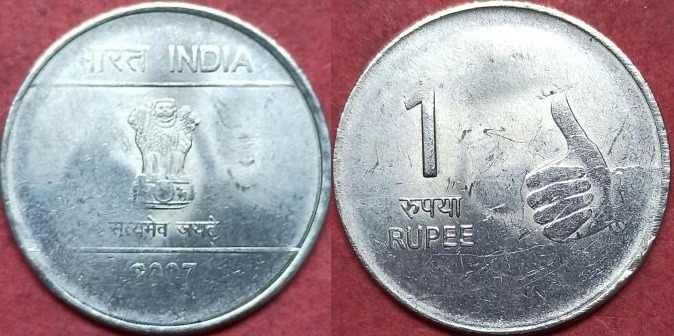 भारत INDIA
सत्यमेव जयते
2007
1
रुपया
RUPEE